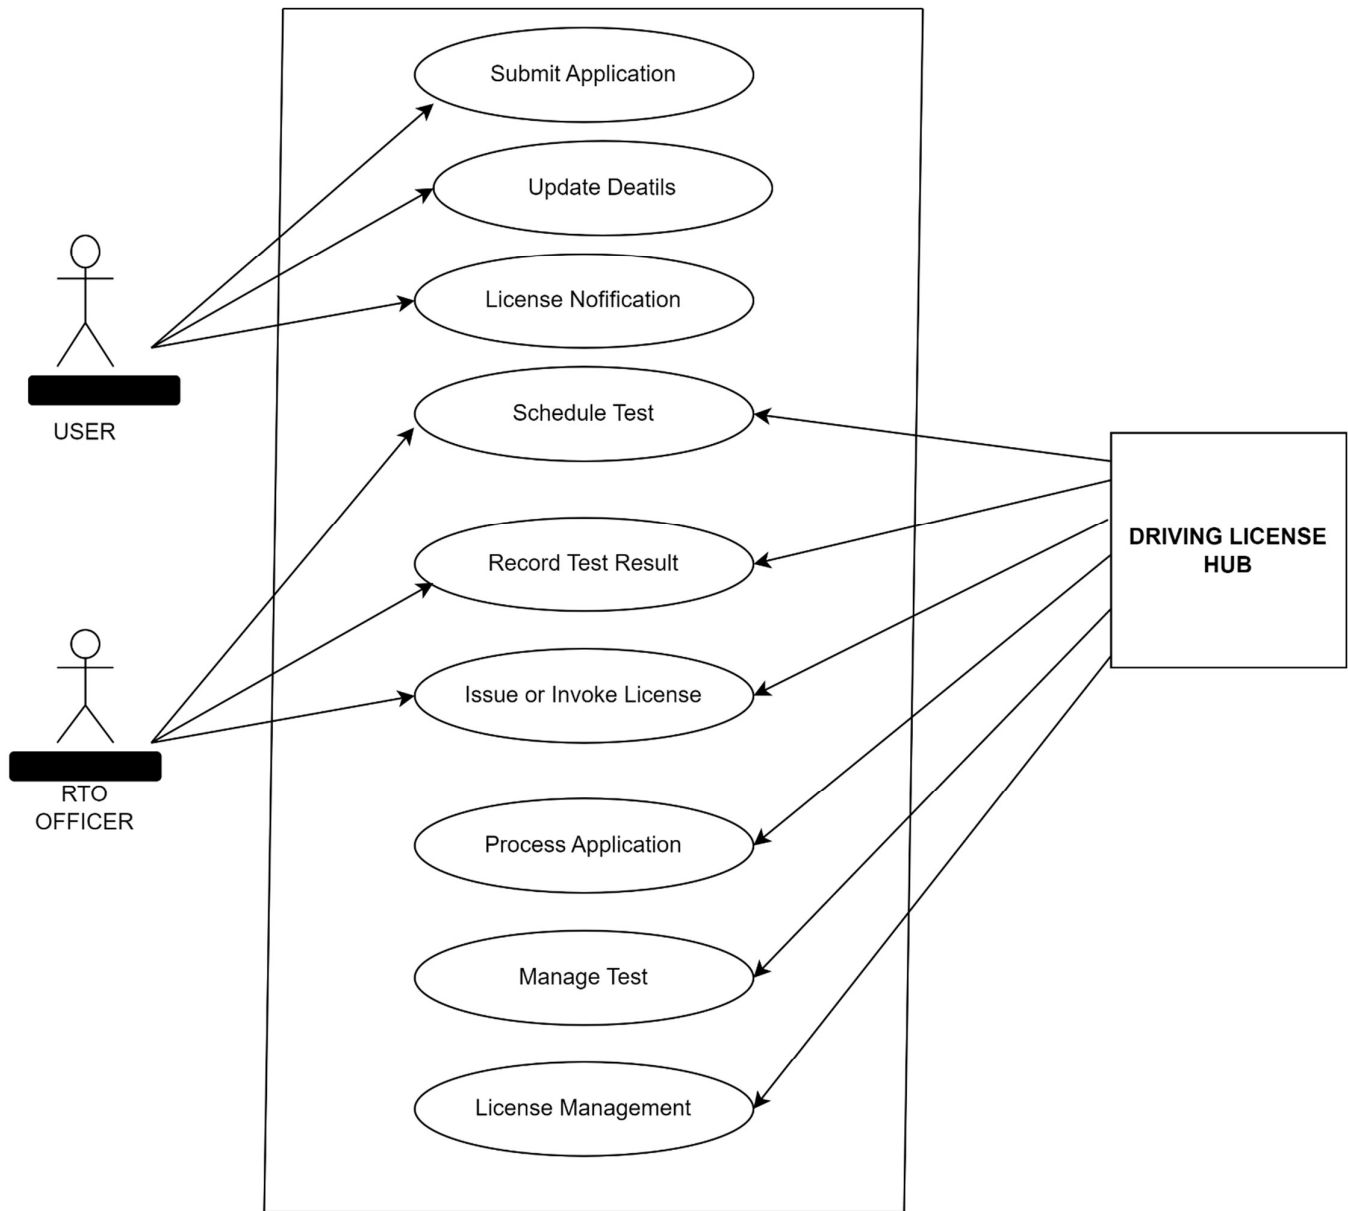 Submit Application
Update Deatils
License Nofification
USER
Schedule Test
Record Test Result
DRIVING LICENSE
HUB
Issue or Invoke License
RTO
OFFICER
Process Application
Manage Test
License Management